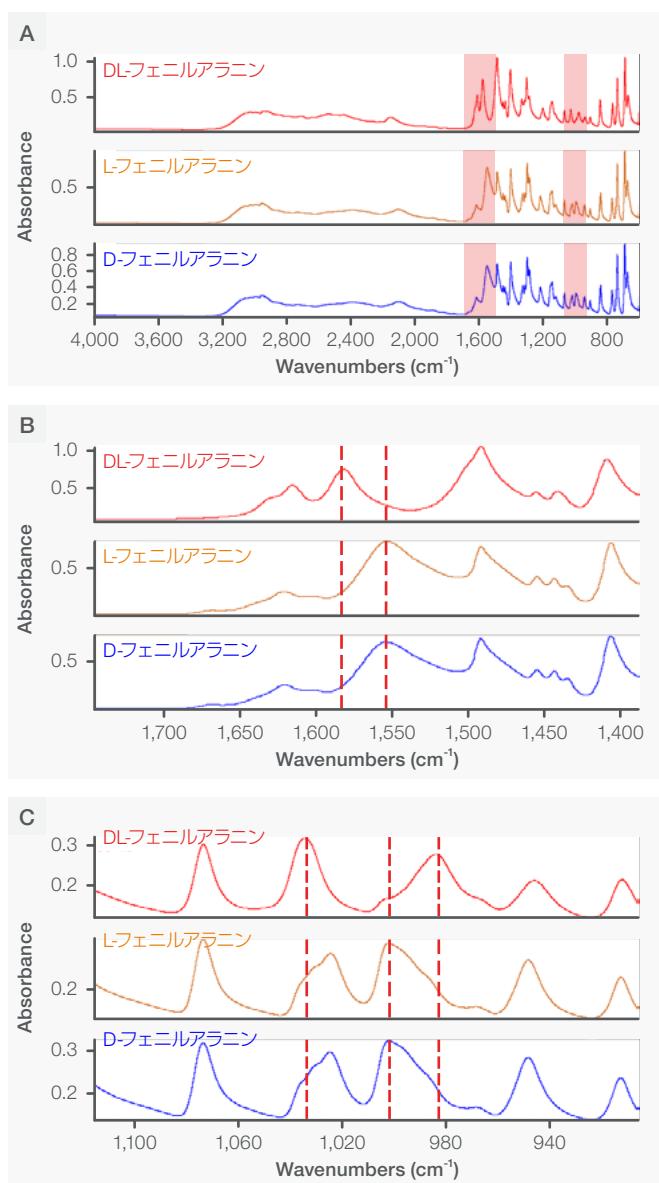 A
DL-フェニルアラニン
1.0
0.5
L-フェニルアラニン
0.5
D-フェニルアラニン
0.8
0.6
0.4
0.2
Absorbance
4,000 3,600 3,200 2,800 2,400 2,000 1,600 1,200 800
Wavenumbers (cm⁻¹)
B
DL-フェニルアラニン
1.0
0.5
L-フェニルアラニン
0.5
D-フェニルアラニン
0.5
Absorbance
1,700 1,650 1,600 1,550 1,500 1,450 1,400
Wavenumbers (cm⁻¹)
C
DL-フェニルアラニン
0.3
0.2
L-フェニルアラニン
0.2
D-フェニルアラニン
0.3
0.2
Absorbance
1,100 1,060 1,020 980 940
Wavenumbers (cm⁻¹)